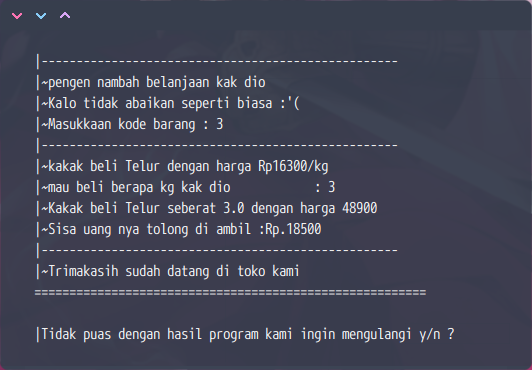 |---------------------------------------------------
|~pengen nambah belanjaan kak dio
|~Kalo tidak abaikan seperti biasa :'(
|~Masukkaan kode barang : 3
|---------------------------------------------------
|~kakak beli Telur dengan harga Rp16300/kg
|~mau beli berapa kg kak dio            : 3
|~Kakak beli Telur seberat 3.0 dengan harga 48900
|~Sisa uang nya tolong di ambil :Rp.18500
|---------------------------------------------------
|~Trimakasih sudah datang di toko kami
========================================================
|Tidak puas dengan hasil program kami ingin mengulangi y/n ?